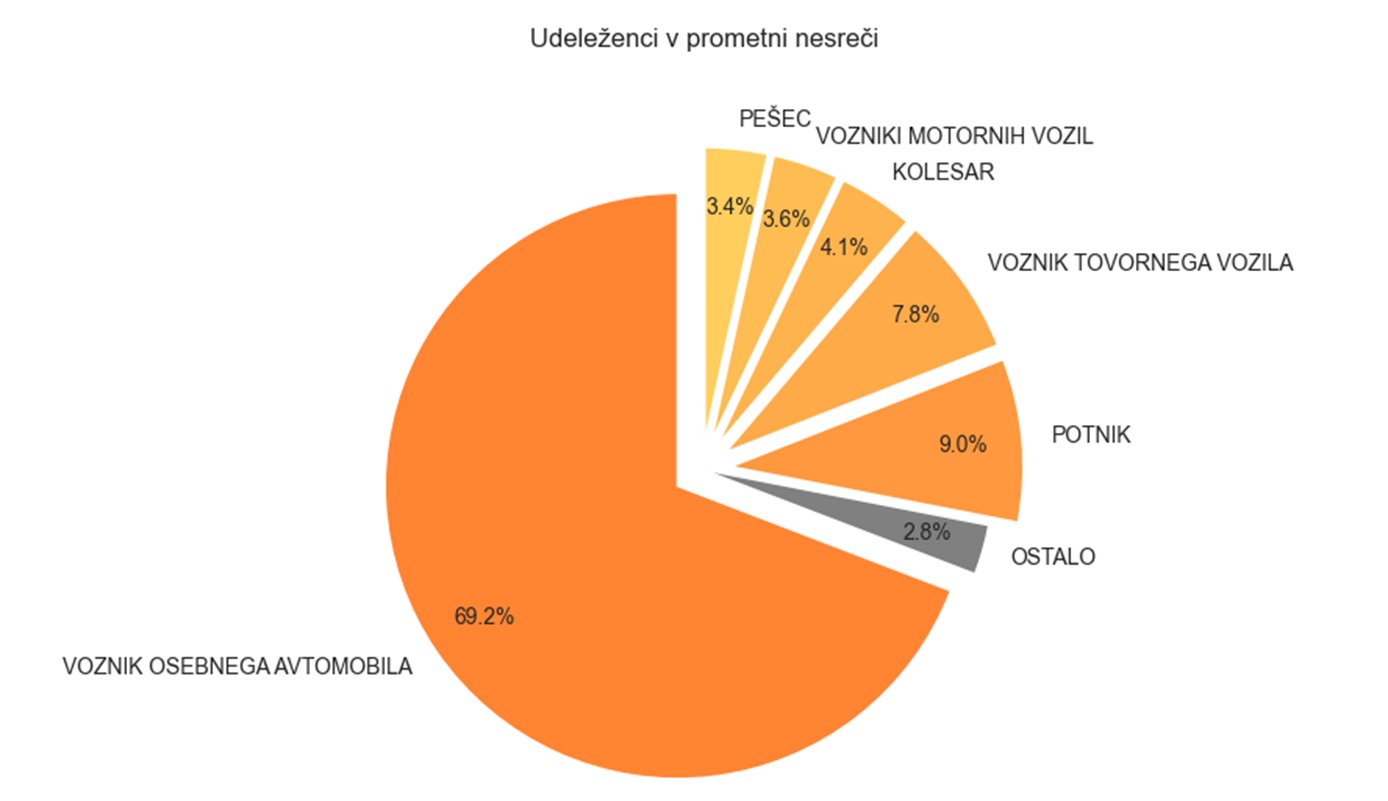 Udeleženci v prometni nesreči
PEŠEC
VOZNIKI MOTORNIH VOZIL
KOLESAR
3.4%
3.6%
4.1%
VOZNIK TOVORNEGA VOZILA
7.8%
POTNIK
9.0%
2.8%
OSTALO
69.2%
VOZNIK OSEBNEGA AVTOMOBILA